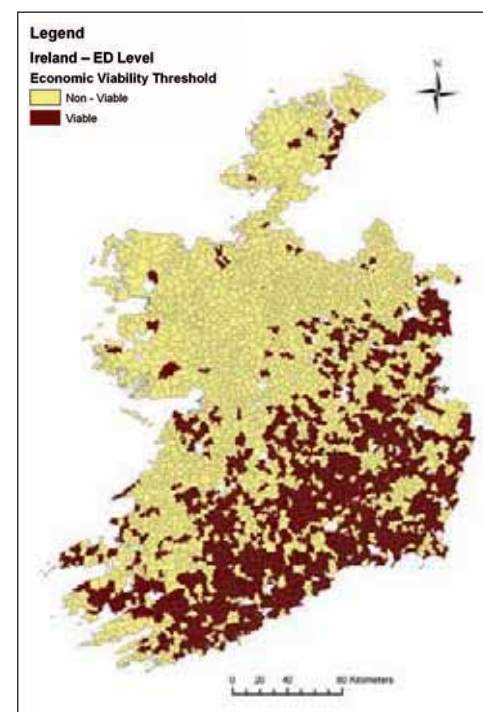 Legend
Ireland – ED Level
Economic Viability Threshold
Non - Viable
Viable
N
0 20 40 80 Kilometers